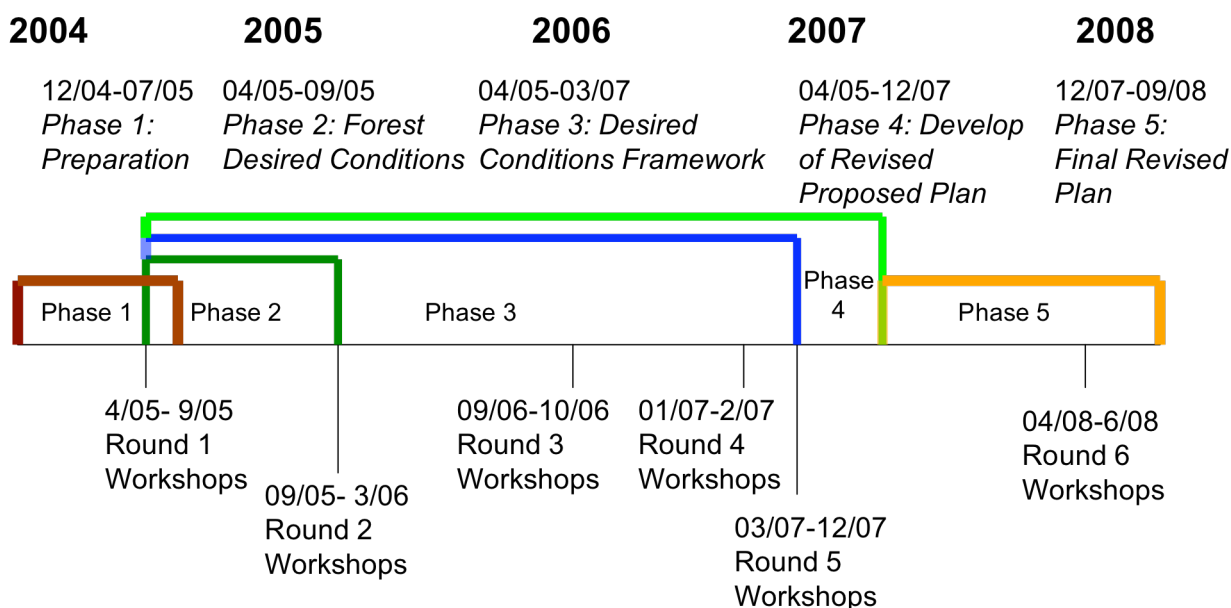 2004 2005 2006 2007 2008
12/04-07/05
Phase 1:
Preparation
04/05-09/05
Phase 2: Forest
Desired Conditions
04/05-03/07
Phase 3: Desired
Conditions Framework
04/05-12/07
Phase 4: Develop
of Revised
Proposed Plan
12/07-09/08
Phase 5:
Final Revised
Plan
Phase 1
Phase 2
Phase 3
Phase
4
Phase 5
4/05- 9/05
Round 1
Workshops
09/05- 3/06
Round 2
Workshops
09/06-10/06
Round 3
Workshops
01/07-2/07
Round 4
Workshops
03/07-12/07
Round 5
Workshops
04/08-6/08
Round 6
Workshops